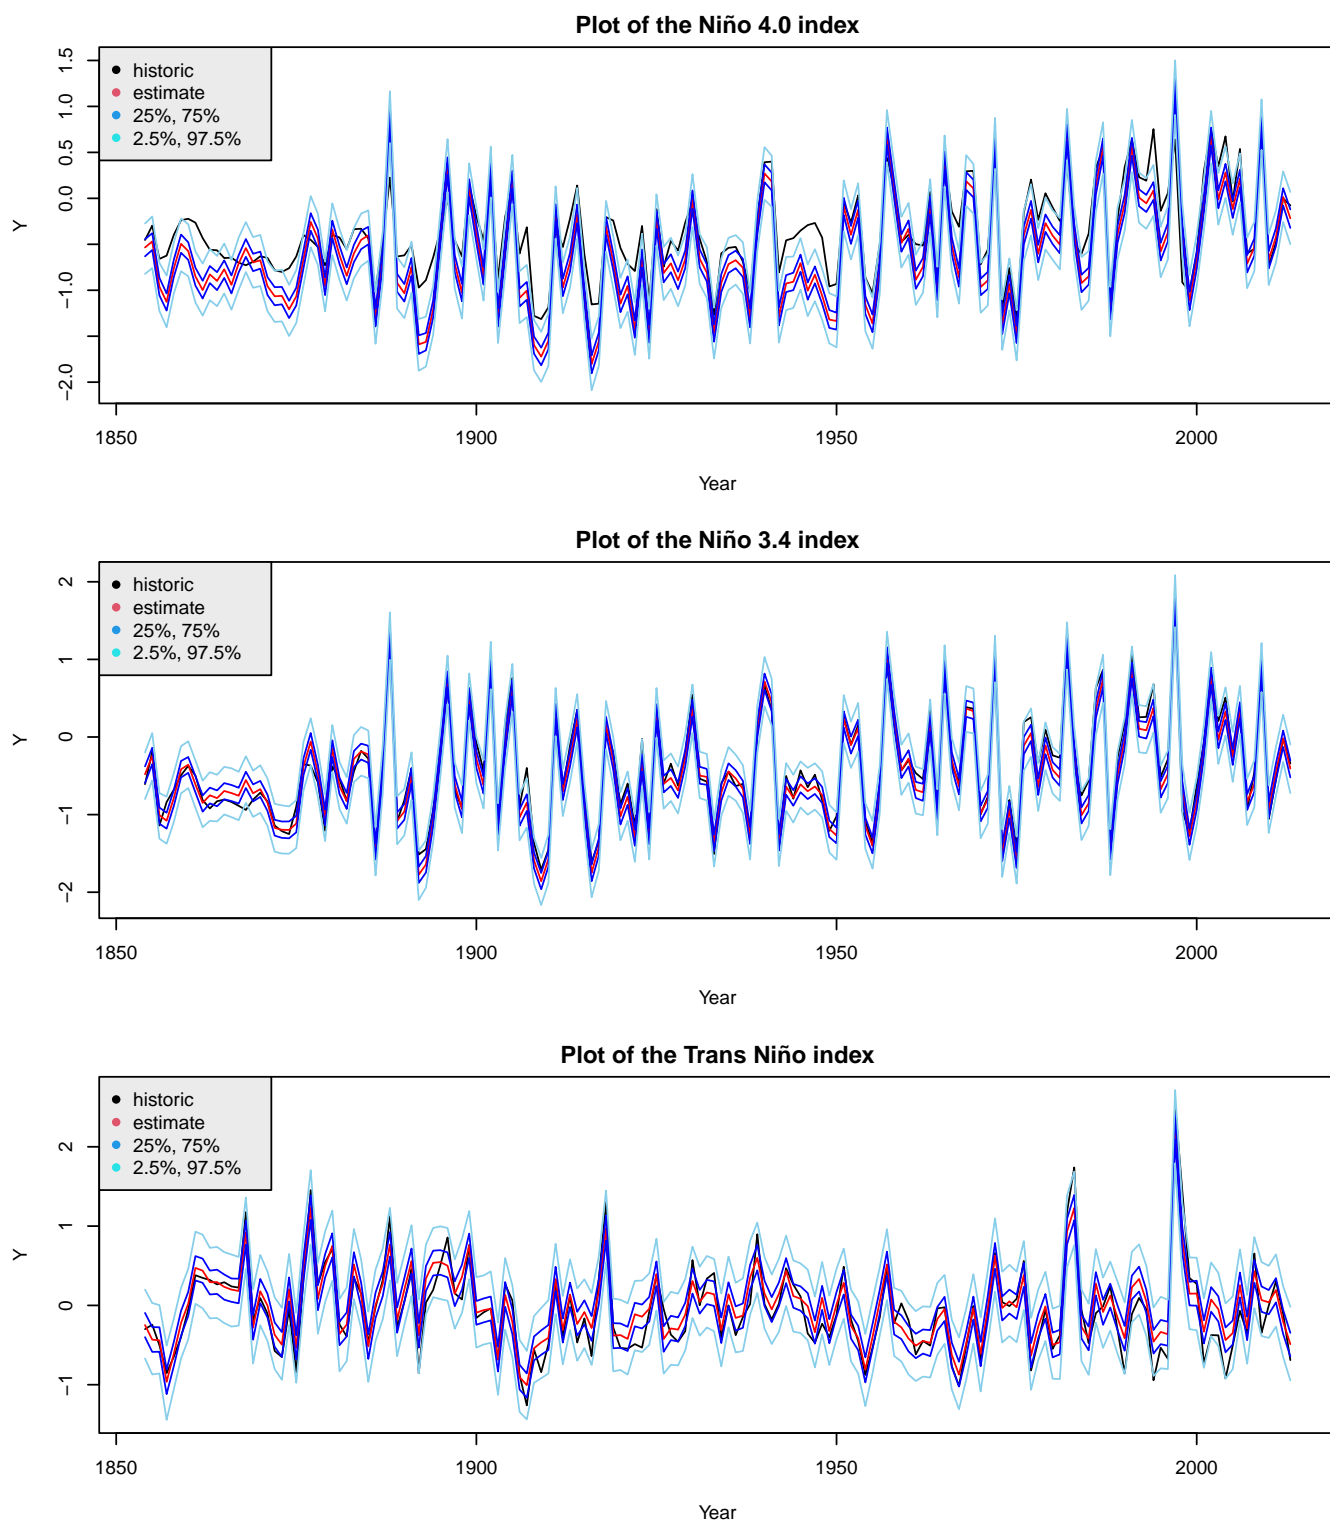 Plot of the Niño 4.0 index
historic
estimate
25%, 75%
2.5%, 97.5%
Y
1.5
1.0
0.5
0.0
−1.0
−2.0
1850 1900 1950 2000
Year
Plot of the Niño 3.4 index
historic
estimate
25%, 75%
2.5%, 97.5%
Y
2
1
0
−1
−2
1850 1900 1950 2000
Year
Plot of the Trans Niño index
historic
estimate
25%, 75%
2.5%, 97.5%
Y
2
1
0
−1
1850 1900 1950 2000
Year